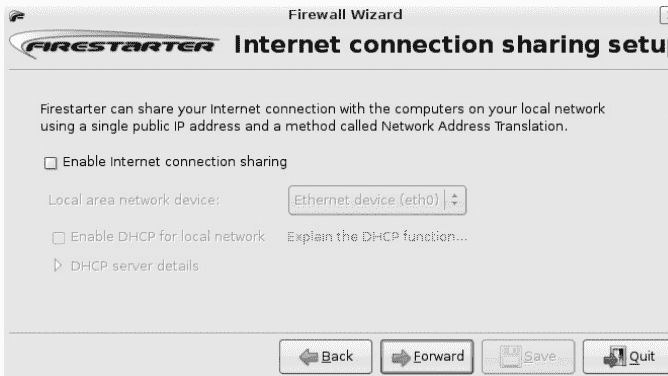 Firewall Wizard
FIRESTARTER Internet connection sharing setu
Firestarter can share your Internet connection with the computers on your local network
using a single public IP address and a method called Network Address Translation.
Enable Internet connection sharing
Local area network device: Ethernet device (eth0)
Enable DHCP for local network Explain the DHCP function...
DHCP server details
Back Forward Save Quit